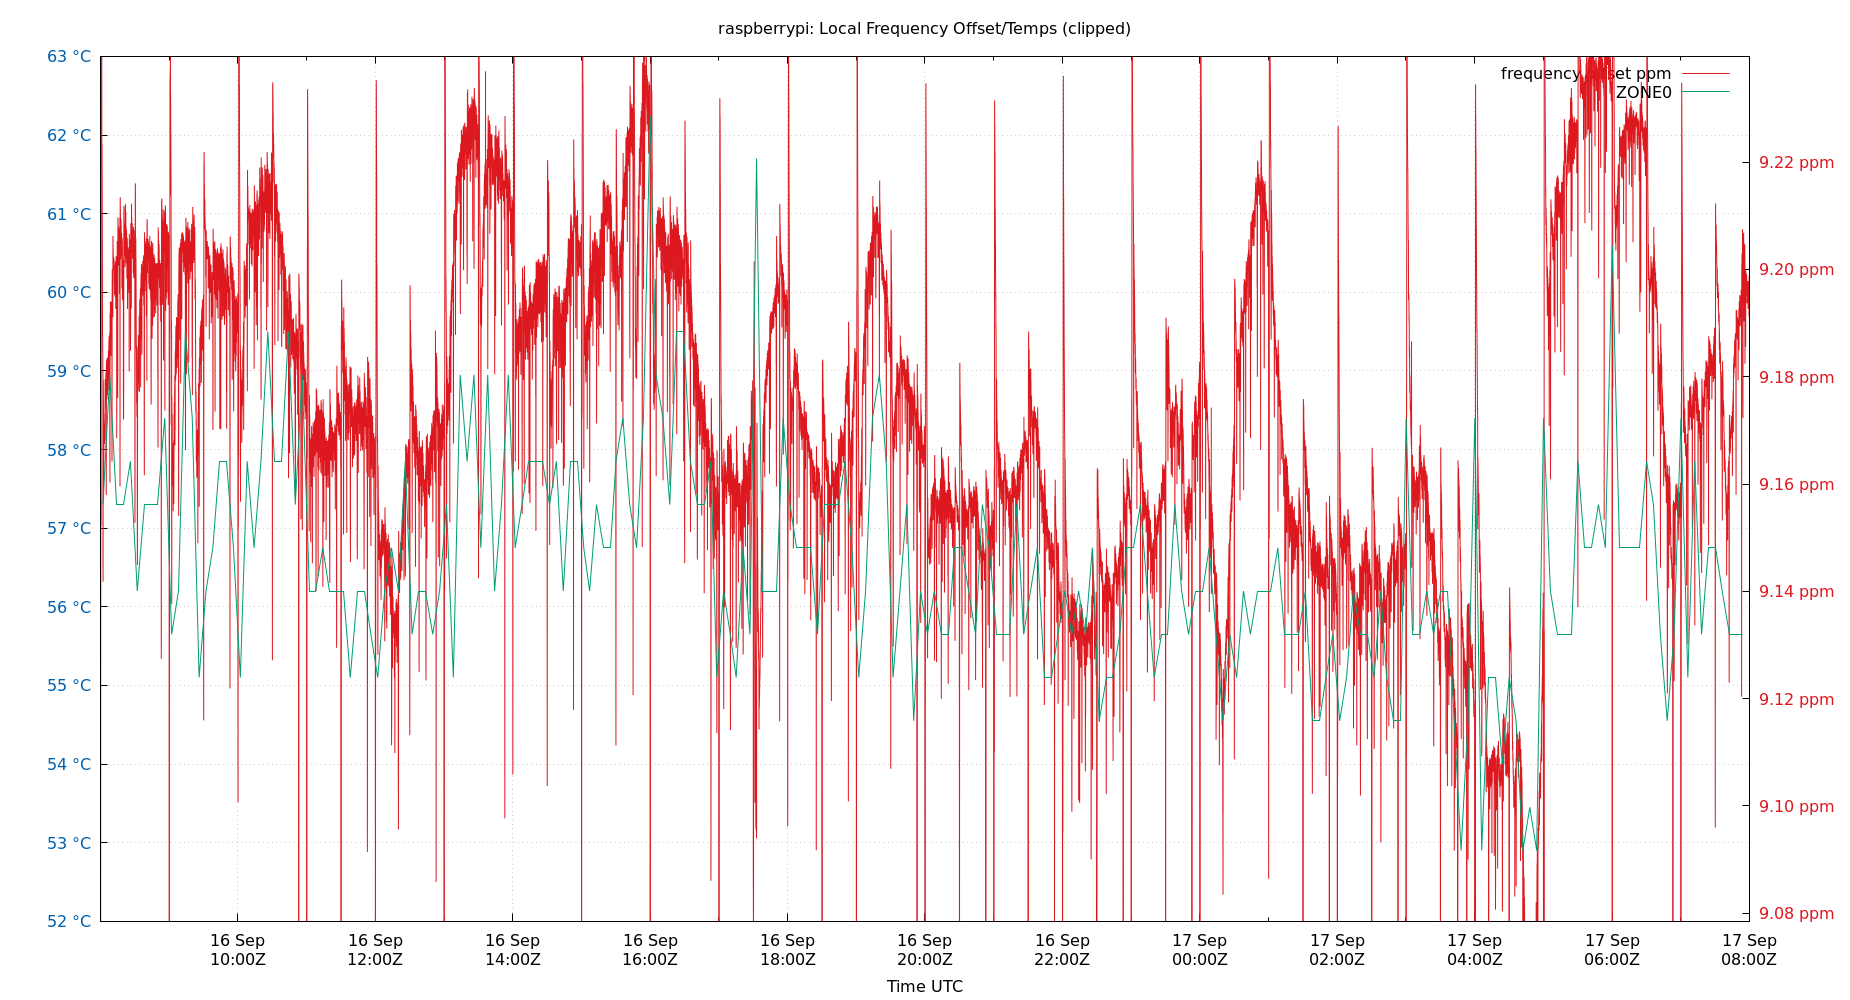 raspberrypi: Local Frequency Offset/Temps (clipped)
frequency offset ppm
ZONE0
63 °C
62 °C
61 °C
60 °C
59 °C
58 °C
57 °C
56 °C
55 °C
54 °C
53 °C
52 °C
9.22 ppm
9.20 ppm
9.18 ppm
9.16 ppm
9.14 ppm
9.12 ppm
9.10 ppm
9.08 ppm
16 Sep 16 Sep 16 Sep 16 Sep 16 Sep 16 Sep 16 Sep 17 Sep 17 Sep 17 Sep 17 Sep 17 Sep
10:00Z 12:00Z 14:00Z 16:00Z 18:00Z 20:00Z 22:00Z 00:00Z 02:00Z 04:00Z 06:00Z 08:00Z
Time UTC